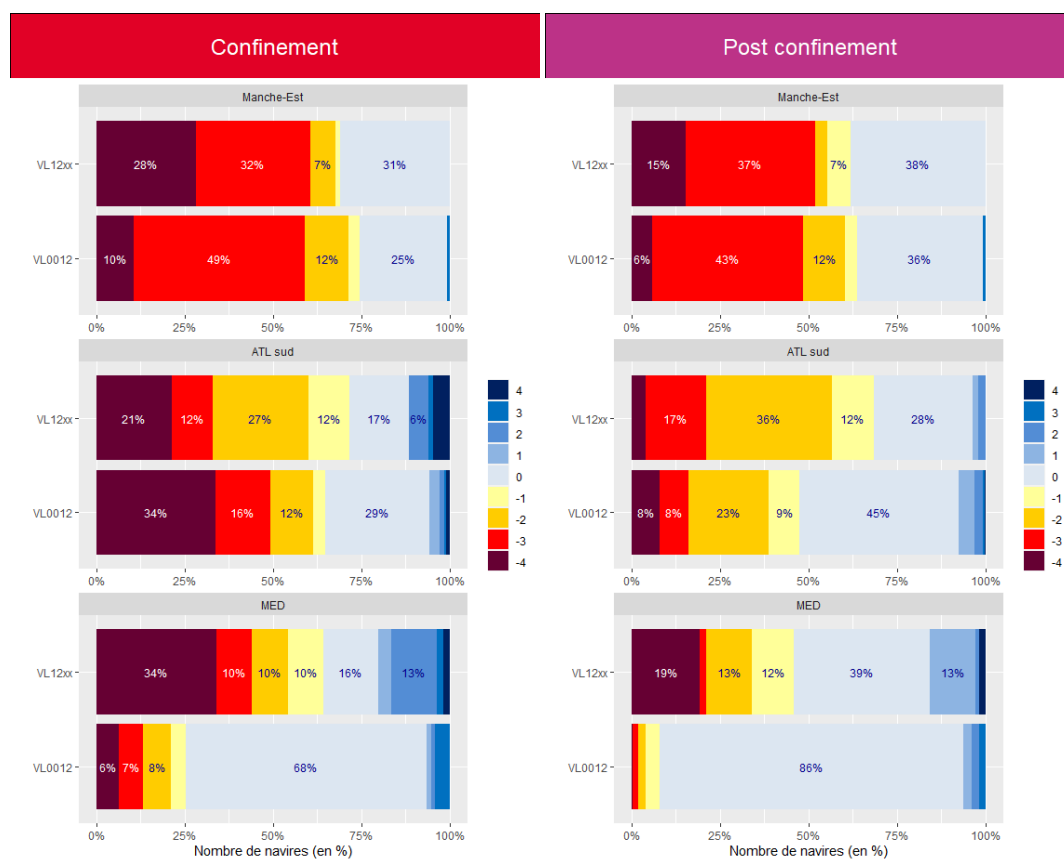 Confinement
Post confinement
Manche-Est
VL12xx
28% 32% 7% 31%
VL0012
10% 49% 12% 25%
0% 25% 50% 75% 100%
ATL sud
VL12xx
21% 12% 27% 12% 17% 6%
VL0012
34% 16% 12% 29%
0% 25% 50% 75% 100%
MED
VL12xx
34% 10% 10% 10% 16% 13%
VL0012
6% 7% 8% 68%
0% 25% 50% 75% 100%
Nombre de navires (en %)
4
3
2
1
0
-1
-2
-3
-4
Manche-Est
VL12xx
15% 37% 7% 38%
VL0012
6% 43% 12% 36%
0% 25% 50% 75% 100%
ATL sud
VL12xx
17% 36% 12% 28%
VL0012
8% 8% 23% 9% 45%
0% 25% 50% 75% 100%
MED
VL12xx
19% 13% 12% 39% 13%
VL0012
86%
0% 25% 50% 75% 100%
Nombre de navires (en %)
4
3
2
1
0
-1
-2
-3
-4